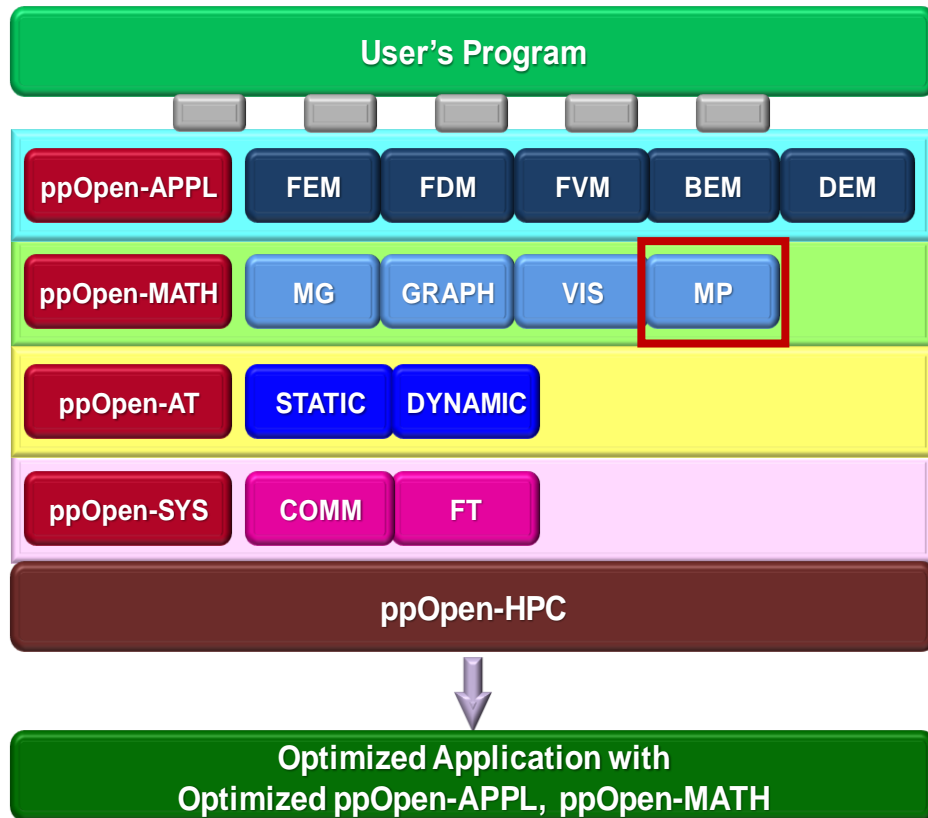 User's Program
ppOpen-APPL FEM FDM FVM BEM DEM
ppOpen-MATH MG GRAPH VIS MP
ppOpen-AT STATIC DYNAMIC
ppOpen-SYS COMM FT
ppOpen-HPC
Optimized Application with
Optimized ppOpen-APPL, ppOpen-MATH